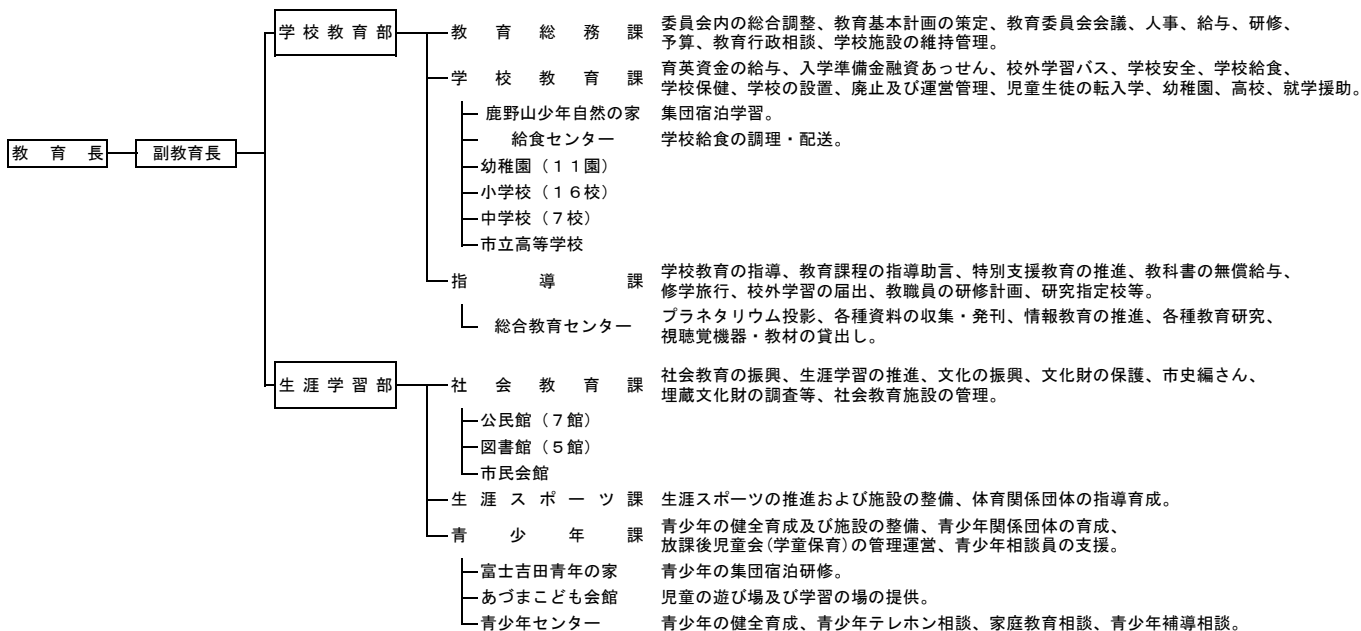 学校教育部
教育総務課
委員会内の総合調整、教育基本計画の策定、教育委員会会議、人事、給与、研修、
予算、教育行政相談、学校施設の維持管理。
学校教育課
育英資金の給与、入学準備金融資あっせん、校外学習バス、学校安全、学校給食、
学校保健、学校の設置、廃止及び運営管理、児童生徒の転入学、幼稚園、高校、就学援助。
鹿野山少年自然の家 集団宿泊学習。
給食センター 学校給食の調理・配送。
教育長 副教育長
幼稚園（１１園）
小学校（１６校）
中学校（７校）
市立高等学校
指導課
学校教育の指導、教育課程の指導助言、特別支援教育の推進、教科書の無償給与、
修学旅行、校外学習の届出、教職員の研修計画、研究指定校等。
総合教育センター
プラネタリウム投影、各種資料の収集・発刊、情報教育の推進、各種教育研究、
視聴覚機器・教材の貸出し。
生涯学習部
社会教育課
社会教育の振興、生涯学習の推進、文化の振興、文化財の保護、市史編さん、
埋蔵文化財の調査等、社会教育施設の管理。
公民館（７館）
図書館（５館）
市民会館
生涯スポーツ課 生涯スポーツの推進および施設の整備、体育関係団体の指導育成。
青少年課
青少年の健全育成及び施設の整備、青少年関係団体の育成、
放課後児童会(学童保育)の管理運営、青少年相談員の支援。
富士吉田青年の家 青少年の集団宿泊研修。
あづまこども会館 児童の遊び場及び学習の場の提供。
青少年センター 青少年の健全育成、青少年テレホン相談、家庭教育相談、青少年補導相談。